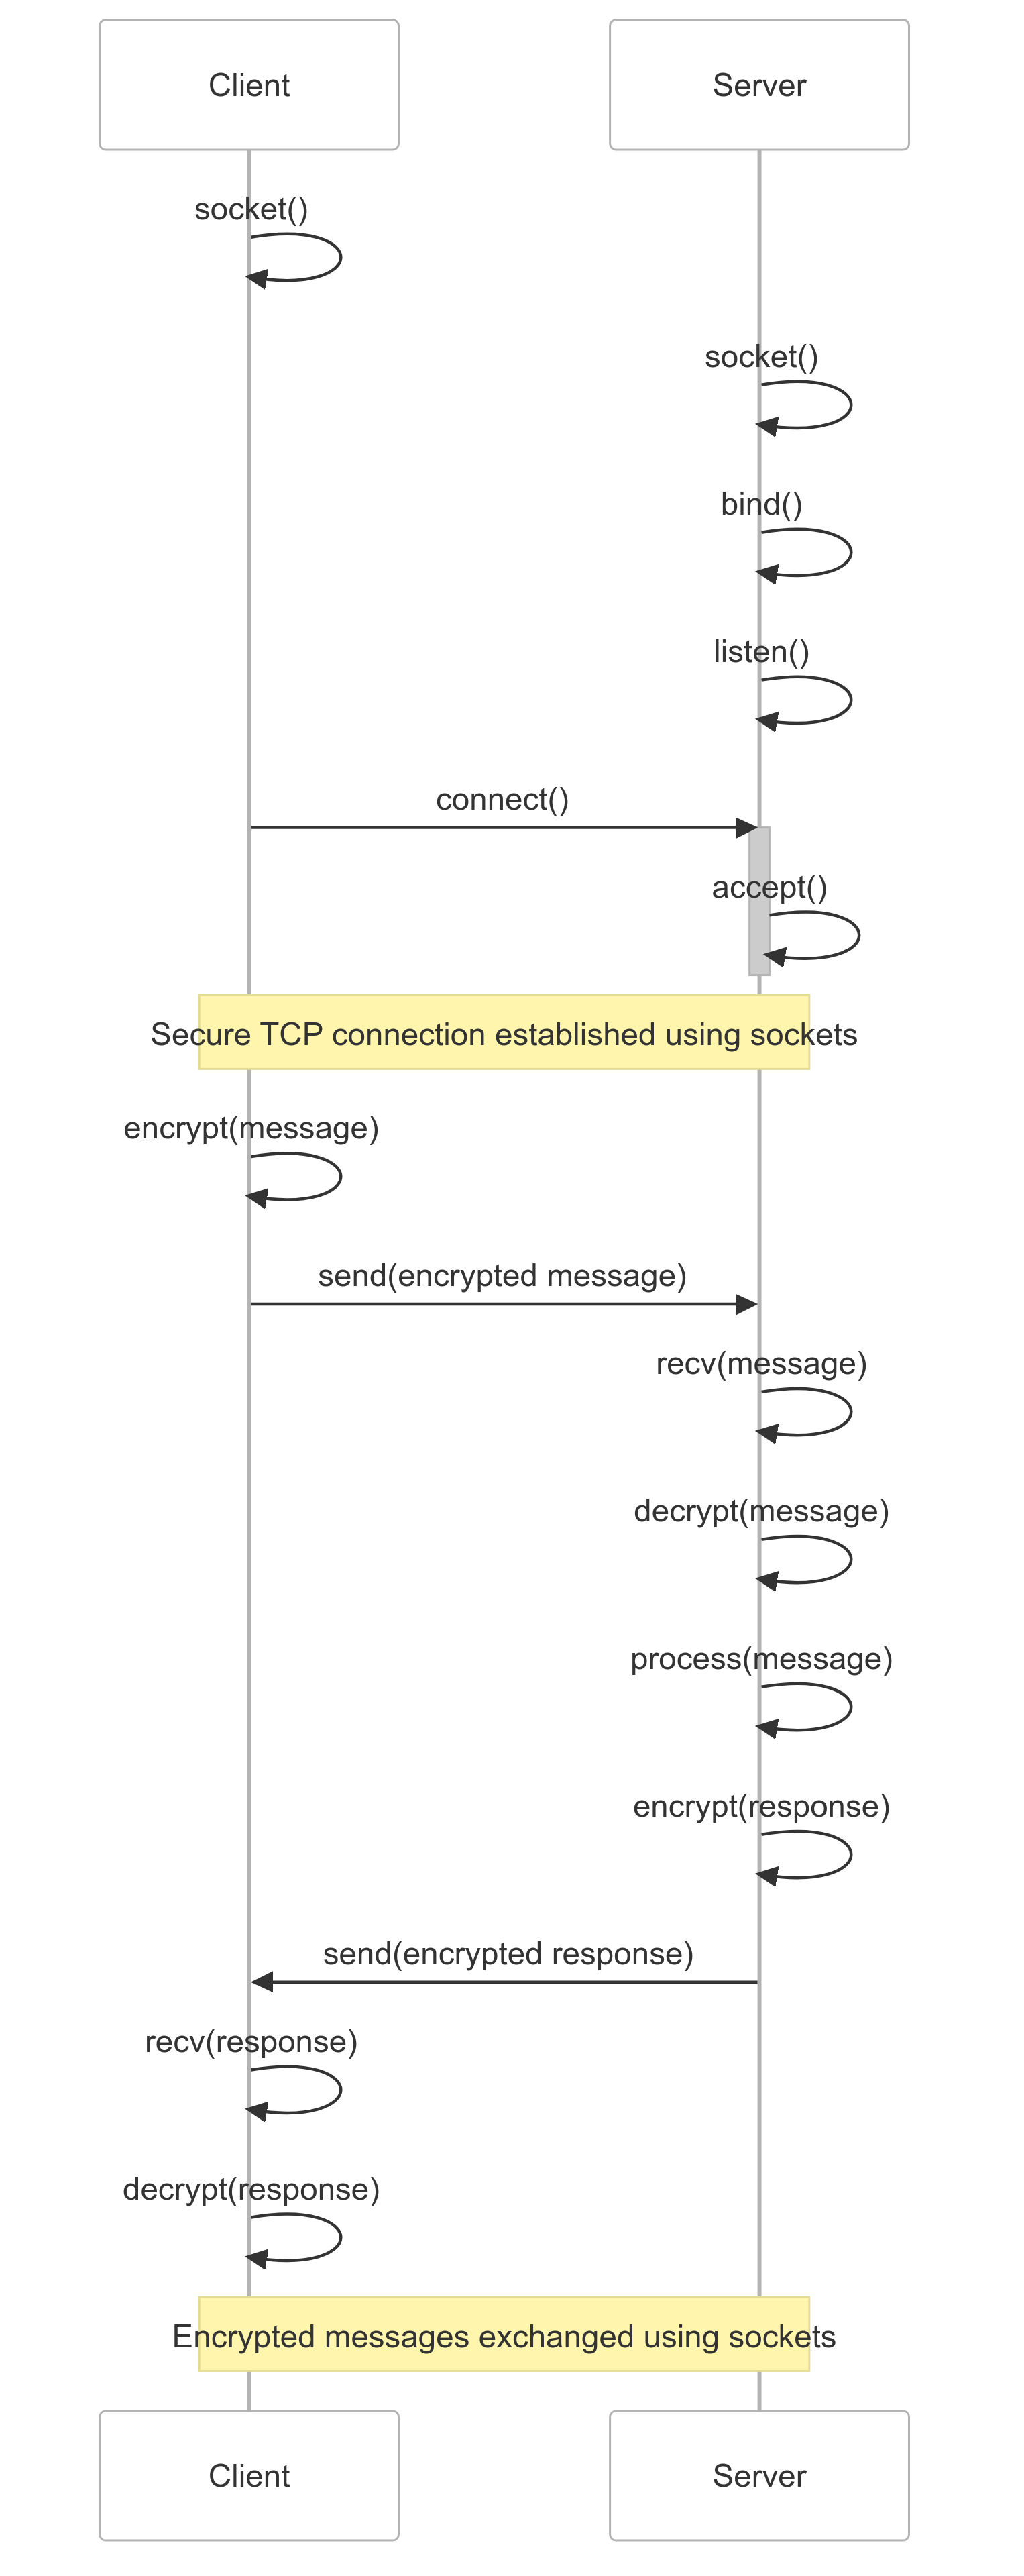 Client
Server
socket()
socket()
bind()
listen()
connect()
accept()
Secure TCP connection established using sockets
encrypt(message)
send(encrypted message)
recv(message)
decrypt(message)
process(message)
encrypt(response)
send(encrypted response)
recv(response)
decrypt(response)
Encrypted messages exchanged using sockets
Client
Server